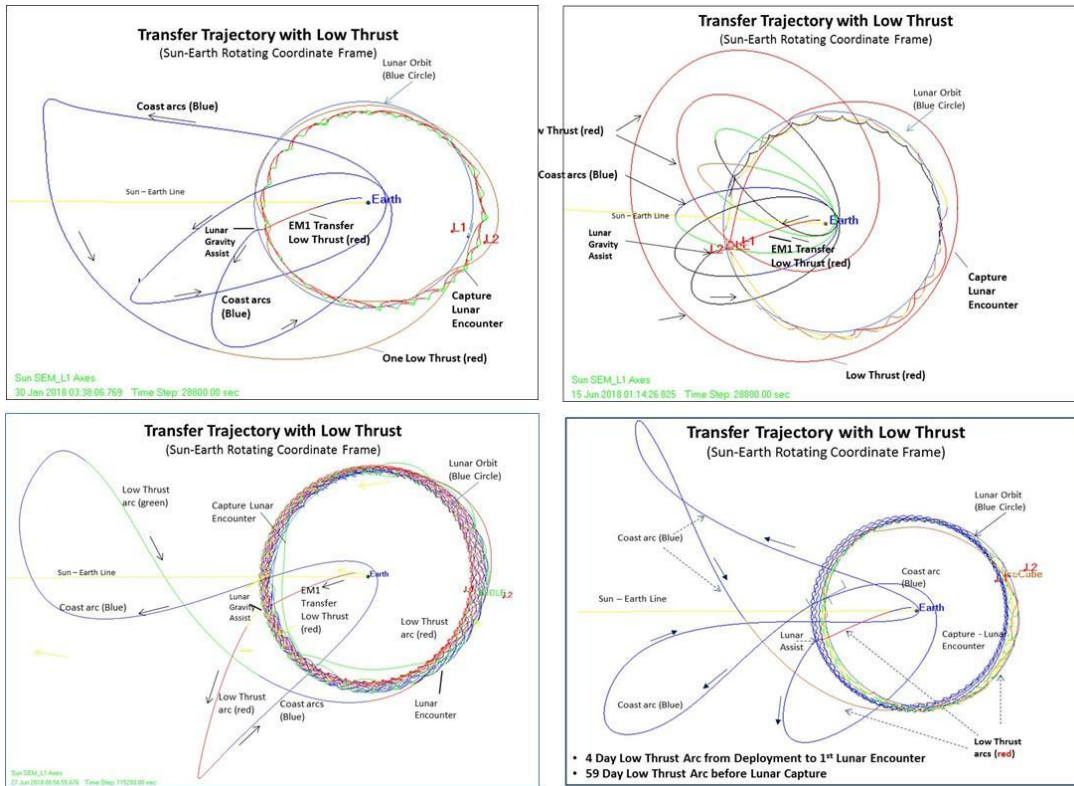 Transfer Trajectory with Low Thrust
(Sun-Earth Rotating Coordinate Frame)
Lunar Orbit
(Blue Circle)
Coast arcs (Blue)
Sun – Earth Line
Earth
L1
L2
Lunar
Gravity
Assist
EM1 Transfer
Low Thrust (red)
Coast arcs
(Blue)
Capture
Lunar
Encounter
One Low Thrust (red)
Sun SEM_L1 Axes
30 Jan 2018 03:38:06.769 Time Step: 28800.00 sec
Transfer Trajectory with Low Thrust
(Sun-Earth Rotating Coordinate Frame)
Lunar Orbit
(Blue Circle)
w Thrust (red)
Coast arcs (Blue)
Sun – Earth Line
Earth
Lunar
Gravity
Assist
L2
L1
EM1 Transfer
Low Thrust (red)
Capture
Lunar
Encounter
Low Thrust (red)
Sun SEM_L1 Axes
15 Jun 2018 01:14:26.825 Time Step: 28800.00 sec
Transfer Trajectory with Low Thrust
(Sun-Earth Rotating Coordinate Frame)
Lunar Orbit
(Blue Circle)
Low Thrust
arc (green)
Capture Lunar
Encounter
Sun – Earth Line
Earth
EM1
Transfer
Low Thrust
(red)
Coast arc (Blue)
Lunar
Gravity
Assist
L2
Low Thrust
arc (red)
Low Thrust
arc (red)
Coast arcs
(Blue)
Lunar
Encounter
Sun SEM_L1 Axes
Transfer Trajectory with Low Thrust
(Sun-Earth Rotating Coordinate Frame)
Lunar Orbit
(Blue Circle)
Coast arc (Blue)
Coast arc
(Blue)
L2
Sun – Earth Line
Earth
Lunar
Assist
Capture - Lunar
Encounter
Coast arc (Blue)
Low Thrust
arcs (red)
• 4 Day Low Thrust Arc from Deployment to 1st Lunar Encounter
• 59 Day Low Thrust Arc before Lunar Capture